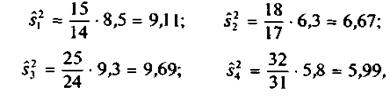 ŝ₁² = 15/14 · 8,5 = 9,11; ŝ₂² = 18/17 · 6,3 = 6,67;
ŝ₃² = 25/24 · 9,3 = 9,69; ŝ₄² = 32/31 · 5,8 = 5,99,